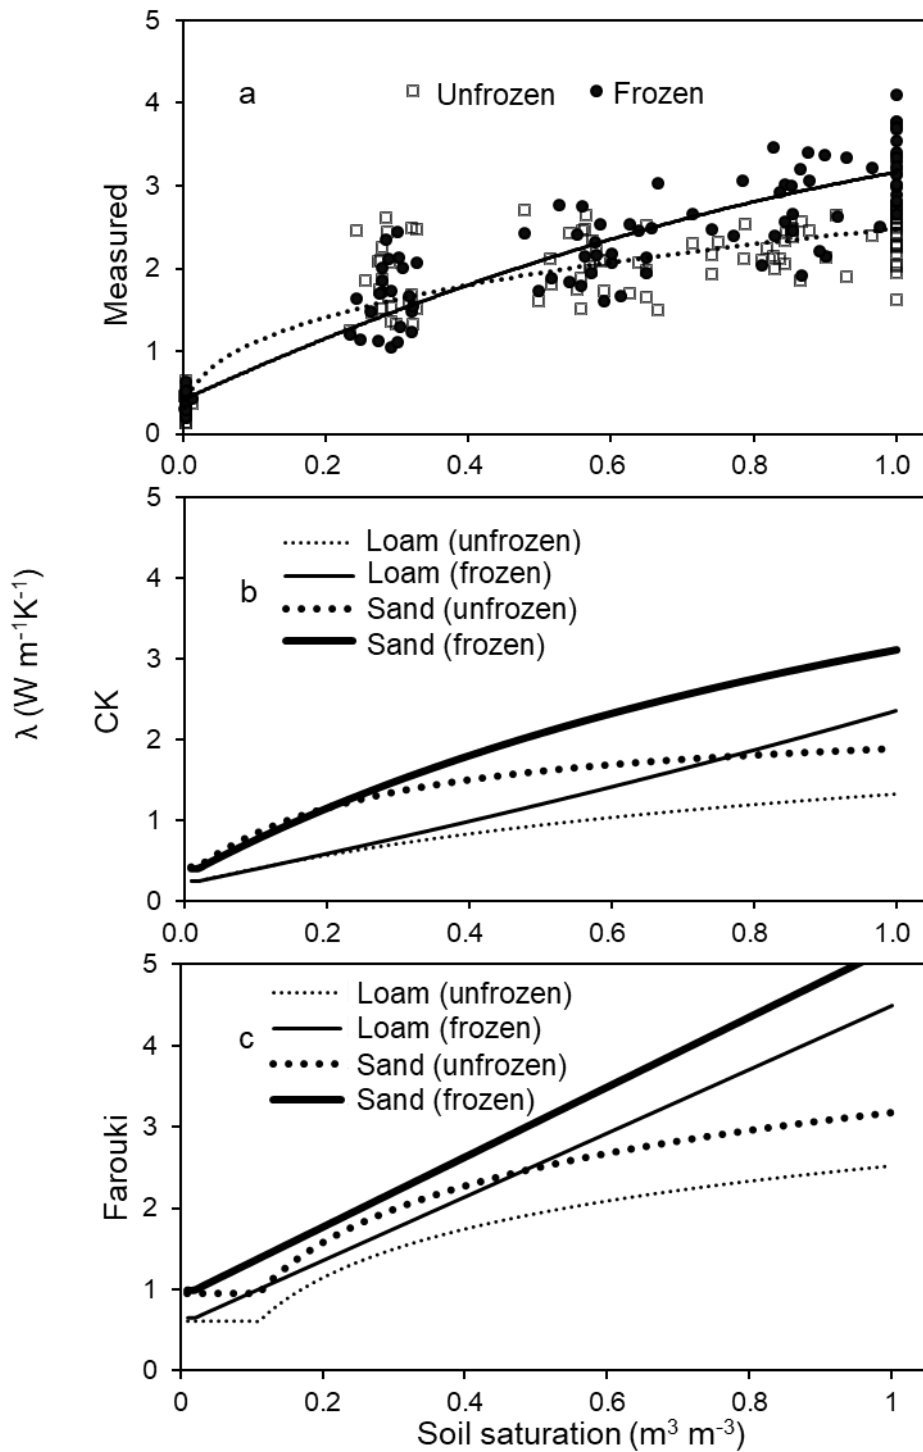 5
4
3
2
1
0
a
Unfrozen
Frozen
Measured
0.0 0.2 0.4 0.6 0.8 1.0
5
4
3
2
1
0
Loam (unfrozen)
Loam (frozen)
b
Sand (unfrozen)
Sand (frozen)
λ (W m⁻¹K⁻¹)
CK
0.0 0.2 0.4 0.6 0.8 1.0
5
4
3
2
1
0
Loam (unfrozen)
Loam (frozen)
c
Sand (unfrozen)
Sand (frozen)
Farouki
0 0.2 0.4 0.6 0.8 1
Soil saturation (m³ m⁻³)